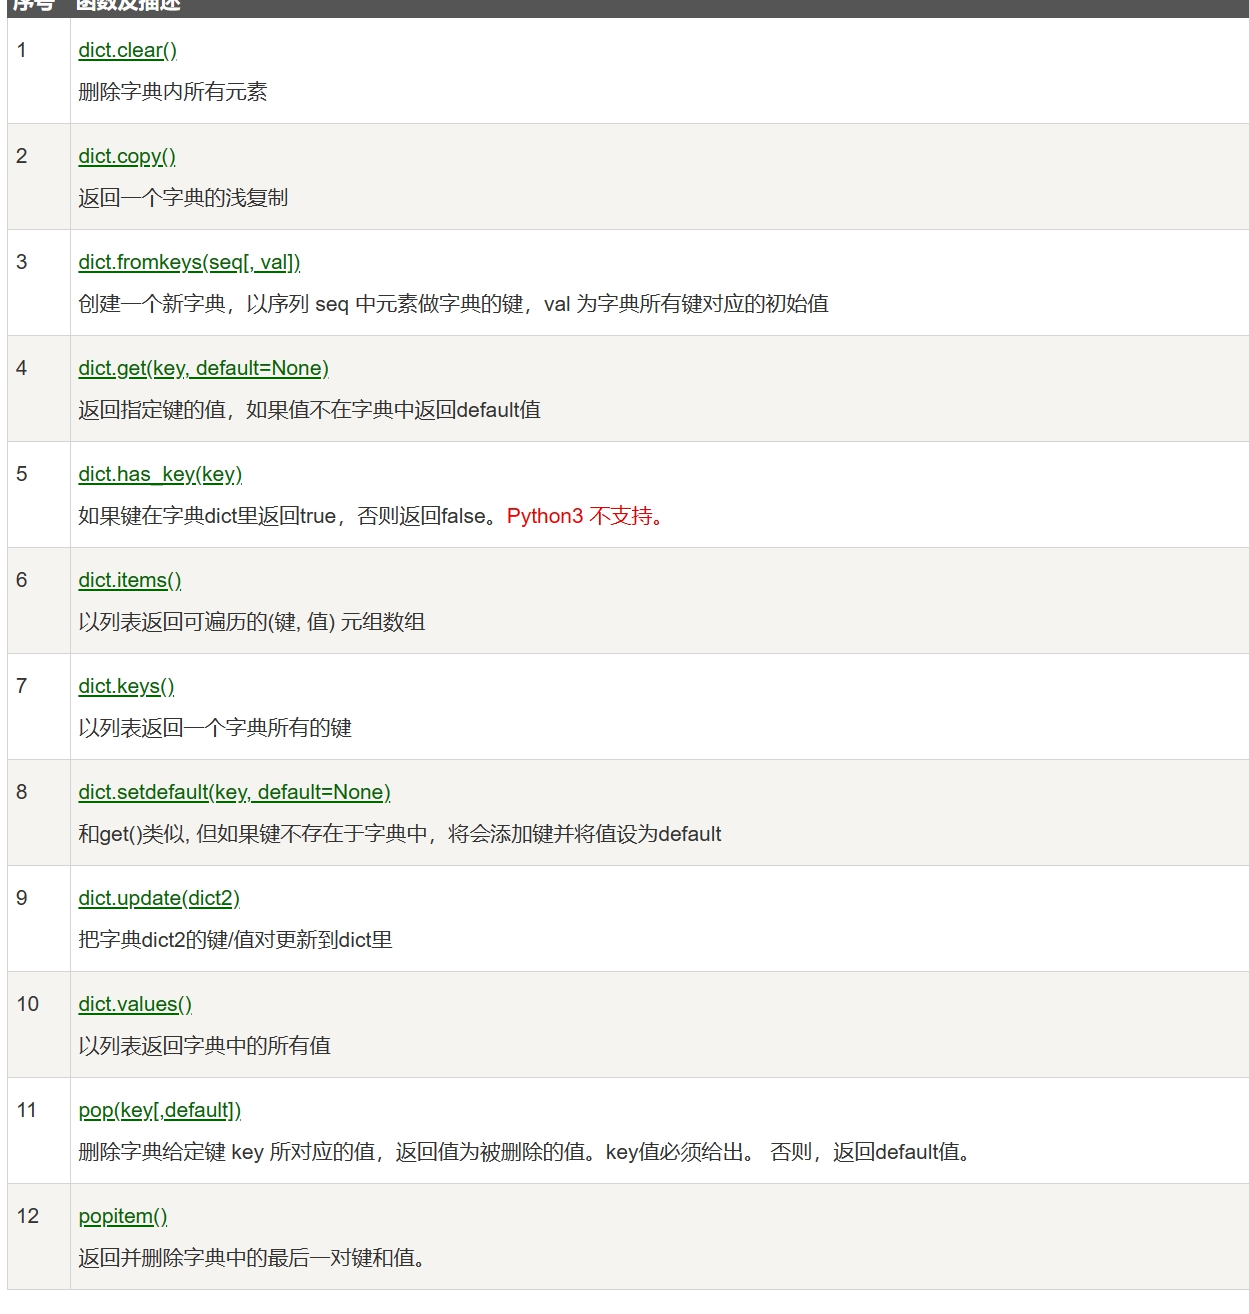 序号 函数及描述
1 dict.clear()
删除字典内所有元素
2 dict.copy()
返回一个字典的浅复制
3 dict.fromkeys(seq[, val])
创建一个新字典，以序列 seq 中元素做字典的键，val 为字典所有键对应的初始值
4 dict.get(key, default=None)
返回指定键的值，如果值不在字典中返回default值
5 dict.has_key(key)
如果键在字典dict里返回true，否则返回false。Python3 不支持。
6 dict.items()
以列表返回可遍历的(键, 值) 元组数组
7 dict.keys()
以列表返回一个字典所有的键
8 dict.setdefault(key, default=None)
和get()类似, 但如果键不存在于字典中，将会添加键并将值设为default
9 dict.update(dict2)
把字典dict2的键/值对更新到dict里
10 dict.values()
以列表返回字典中的所有值
11 pop(key[,default])
删除字典给定键 key 所对应的值，返回值为被删除的值。key值必须给出。 否则，返回default值。
12 popitem()
返回并删除字典中的最后一对键和值。